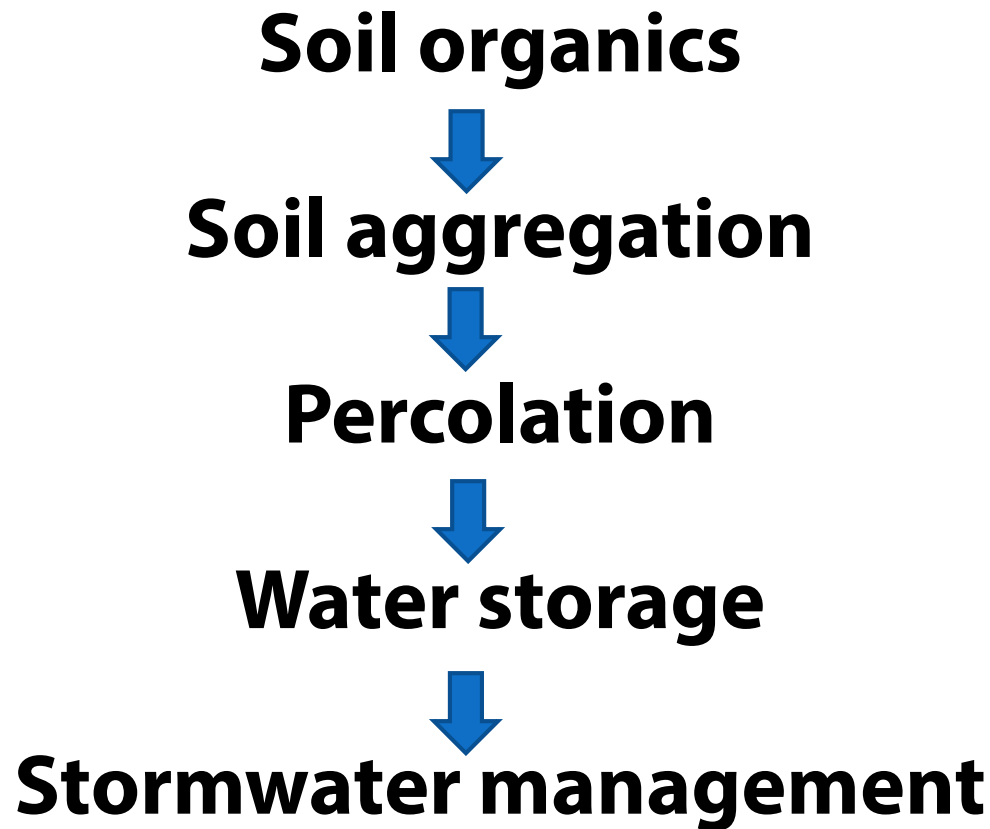 Soil organics
Soil aggregation
Percolation
Water storage
Stormwater management